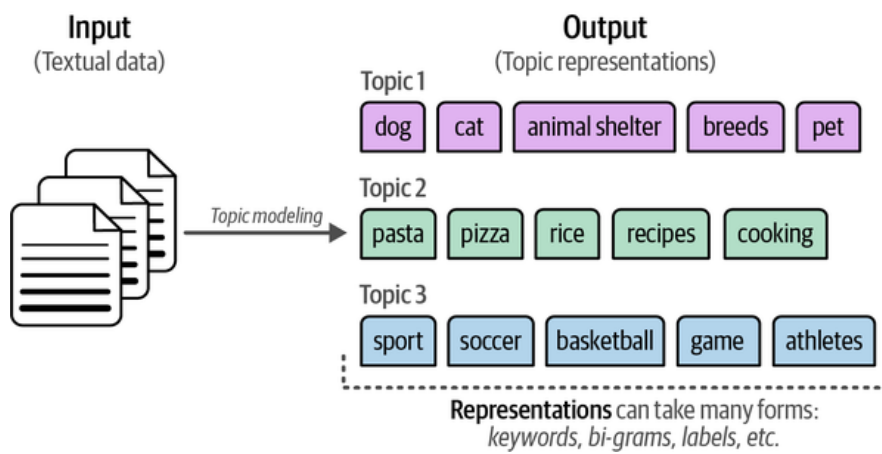 Input
(Textual data)
Output
(Topic representations)
Topic 1
dog cat animal shelter breeds pet
Topic modeling
Topic 2
pasta pizza rice recipes cooking
Topic 3
sport soccer basketball game athletes
Representations can take many forms:
keywords, bi-grams, labels, etc.